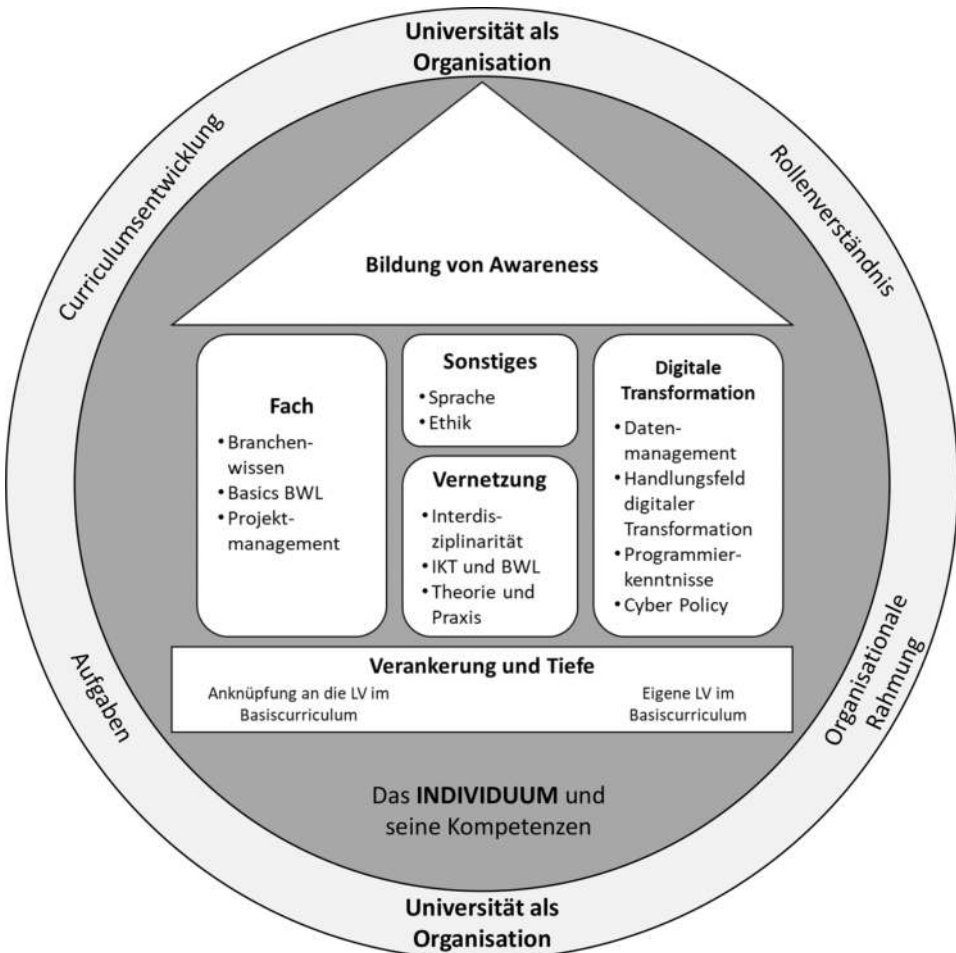 Universität als
Organisation
Curriculumsentwicklung
Rollenverständnis
Bildung von Awareness
Fach
• Branchen-
wissen
• Basics BWL
• Projekt-
management
Sonstiges
• Sprache
• Ethik
Vernetzung
• Interdis-
ziplinarität
• IKT und BWL
• Theorie und
Praxis
Digitale
Transformation
• Daten-
management
• Handlungsfeld
digitaler
Transformation
• Programmier-
kenntnisse
• Cyber Policy
Verankerung und Tiefe
Anknüpfung an die LV im
Basiscurriculum
Eigene LV im
Basiscurriculum
Aufgaben
Organisationale
Rahmung
Das INDIVIDUUM und
seine Kompetenzen
Universität als
Organisation